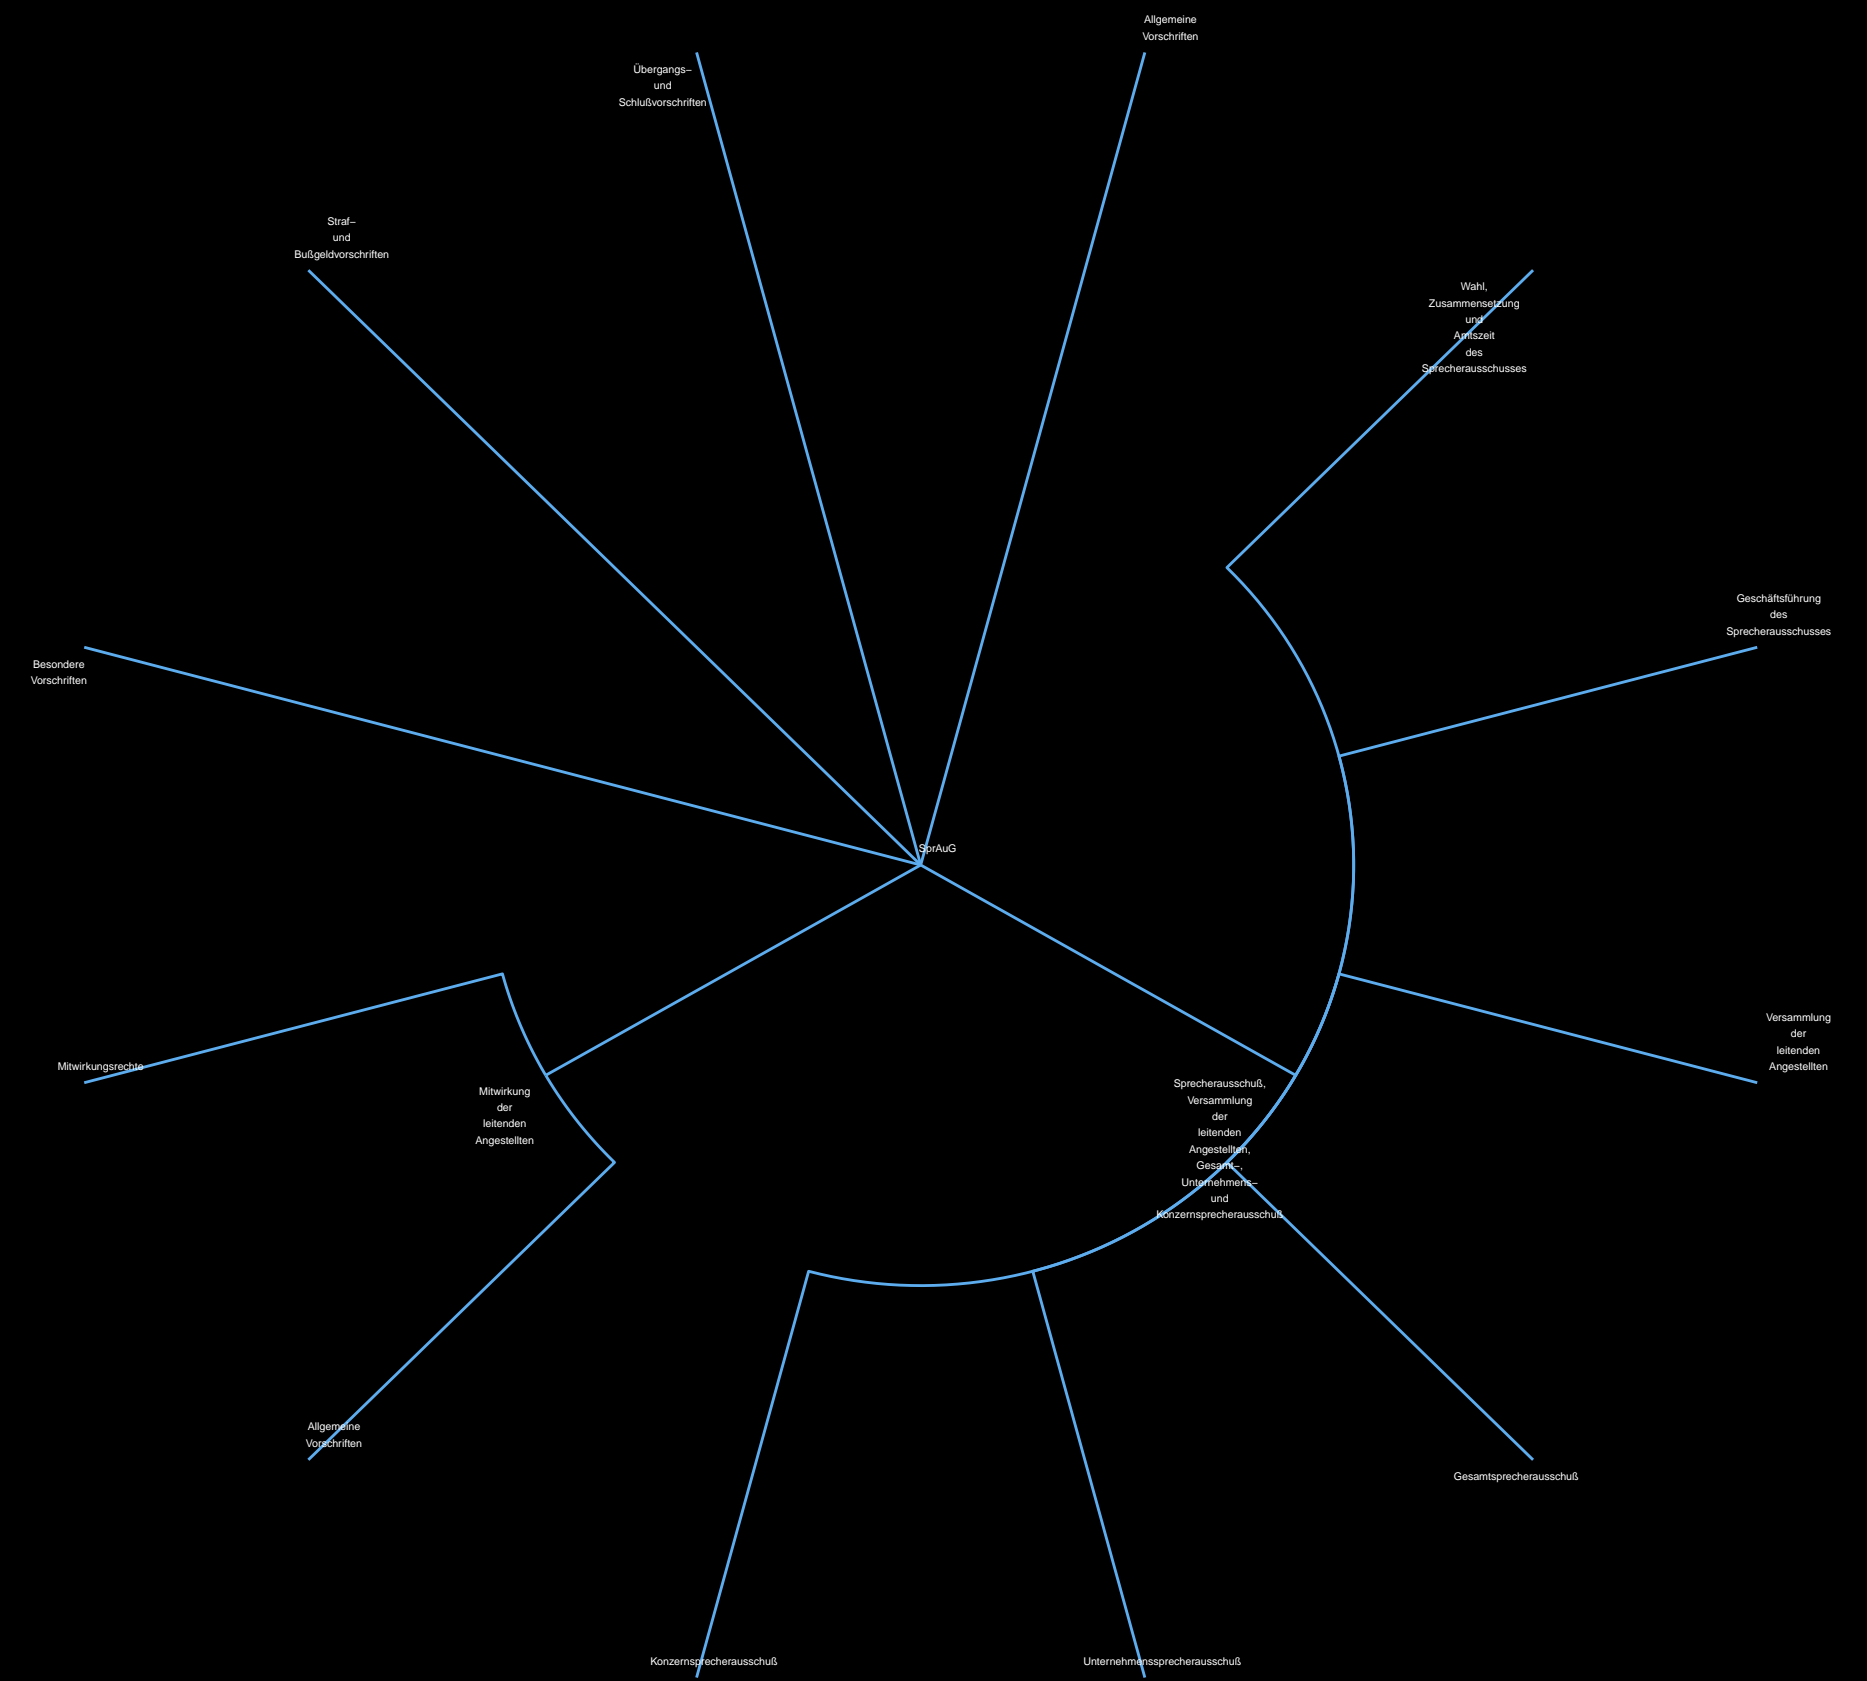 Allgemeine
Vorschriften
Übergangs–
und
Schlußvorschriften
Straf–
und
Bußgeldvorschriften
Wahl,
Zusammensetzung
und
Amtszeit
des
Sprecherausschusses
Geschäftsführung
des
Sprecherausschusses
Besondere
Vorschriften
SprAuG
Versammlung
der
leitenden
Angestellten
Mitwirkungsrechte
Mitwirkung
der
leitenden
Angestellten
Sprecherausschuß,
Versammlung
der
leitenden
Angestellten,
Gesamt–,
Unternehmens–
und
Konzernsprecherausschuß
Allgemeine
Vorschriften
Gesamtsprecherausschuß
Konzernsprecherausschuß
Unternehmenssprecherausschuß